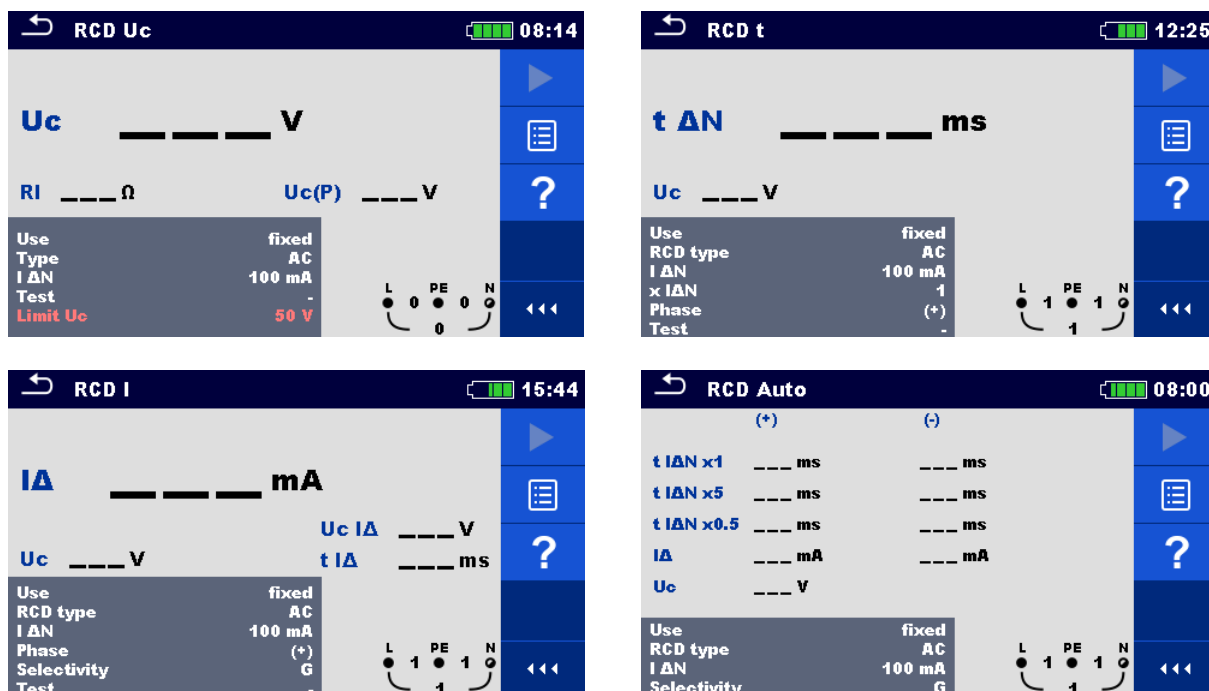 RCD Uc 08:14
Uc ___ V
?
RI ___ Ω Uc(P) ___ V
Use fixed
Type AC
I ΔN 100 mA
Test -
Limit Uc 50 V
L PE N
0 0
0
RCD t 12:25
t ΔN ___ ms
?
Uc ___ V
Use fixed
RCD type AC
I ΔN 100 mA
x IΔN 1
Phase (+)
Test -
L PE N
1 1
1
RCD I 15:44
IΔ ___ mA
?
Uc IΔ ___ V
Uc ___ V t IΔ ___ ms
Use fixed
RCD type AC
I ΔN 100 mA
Phase (+)
Selectivity G
Test -
L PE N
1 1
1
RCD Auto 08:00
(+) (-)
t IΔN x1 ___ ms ___ ms
t IΔN x5 ___ ms ___ ms
t IΔN x0.5 ___ ms ___ ms
IΔ ___ mA ___ mA
Uc ___ V
?
Use fixed
RCD type AC
I ΔN 100 mA
Selectivity G
L PE N
1 1
1